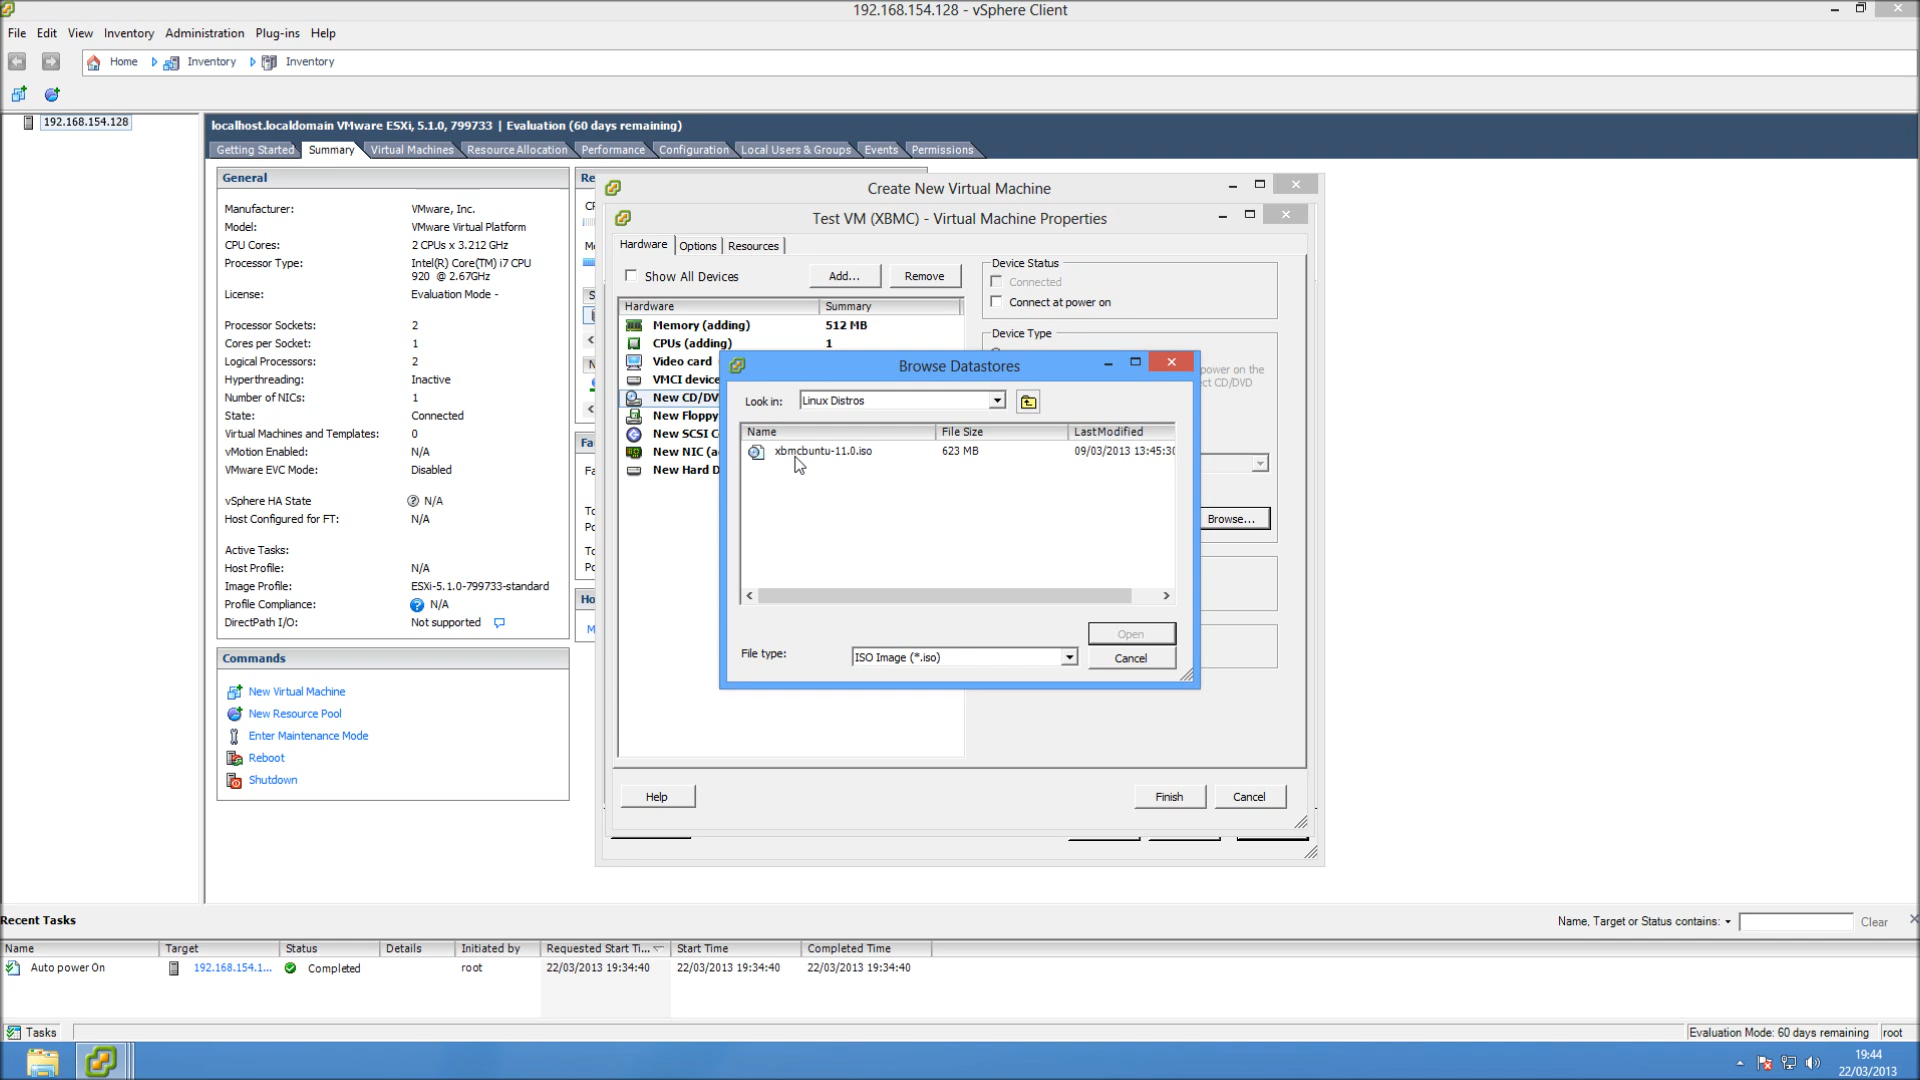 192.168.154.128 - vSphere Client
File Edit View Inventory Administration Plug-ins Help
Home Inventory Inventory
192.168.154.128
localhost.localdomain VMware ESXi, 5.1.0, 799733 | Evaluation (60 days remaining)
Getting Started Summary Virtual Machines Resource Allocation Performance Configuration Local Users & Groups Events Permissions
General
Manufacturer: VMware, Inc.
Model: VMware Virtual Platform
CPU Cores: 2 CPUs x 3.212 GHz
Processor Type: Intel(R) Core(TM) i7 CPU
920 @ 2.67GHz
License: Evaluation Mode -
Processor Sockets: 2
Cores per Socket: 1
Logical Processors: 2
Hyperthreading: Inactive
Number of NICs: 1
State: Connected
Virtual Machines and Templates: 0
vMotion Enabled: N/A
VMware EVC Mode: Disabled
vSphere HA State N/A
Host Configured for FT: N/A
Active Tasks:
Host Profile: N/A
Image Profile: ESXi-5.1.0-799733-standard
Profile Compliance: N/A
DirectPath I/O: Not supported
Commands
New Virtual Machine
New Resource Pool
Enter Maintenance Mode
Reboot
Shutdown
Create New Virtual Machine
Test VM (XBMC) - Virtual Machine Properties
Hardware Options Resources
Show All Devices Add... Remove
Hardware Summary
Memory (adding) 512 MB
CPUs (adding) 1
Video card
VMCI device
New CD/DV
New Floppy
New SCSI C
New NIC (a
New Hard D
Device Status
Connected
Connect at power on
Device Type
power on the
ct CD/DVD
Browse...
Help Finish Cancel
Browse Datastores
Look in: Linux Distros
Name File Size Last Modified
xbmcbuntu-11.0.iso 623 MB 09/03/2013 13:45:30
Open
File type: ISO Image (*.iso) Cancel
Recent Tasks Name, Target or Status contains: Clear
Name Target Status Details Initiated by Requested Start Ti... Start Time Completed Time
Auto power On 192.168.154.1... Completed root 22/03/2013 19:34:40 22/03/2013 19:34:40 22/03/2013 19:34:40
Tasks Evaluation Mode: 60 days remaining root
19:44
22/03/2013